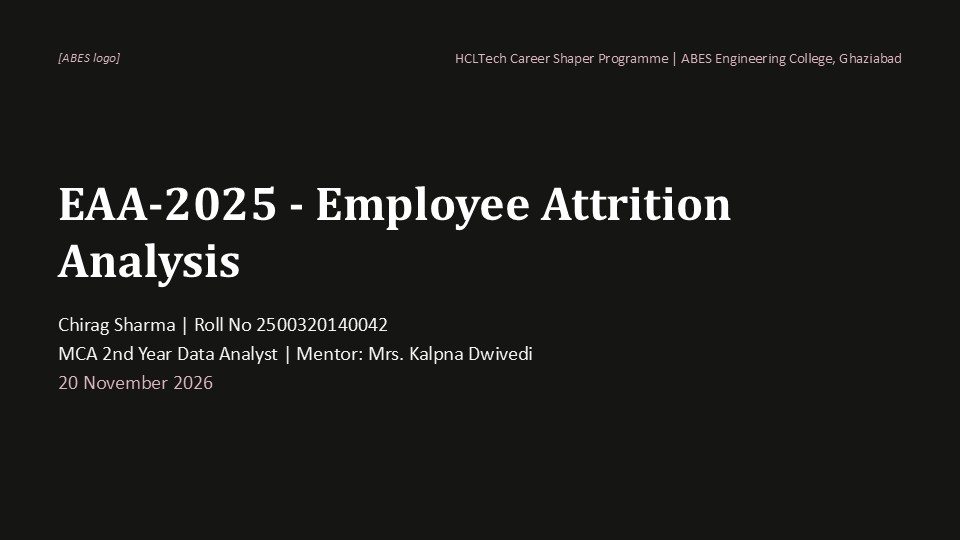 [ABES logo]
HCLTech Career Shaper Programme | ABES Engineering College, Ghaziabad
EAA-2025 - Employee Attrition
Analysis
Chirag Sharma | Roll No 2500320140042
MCA 2nd Year Data Analyst | Mentor: Mrs. Kalpna Dwivedi
20 November 2026